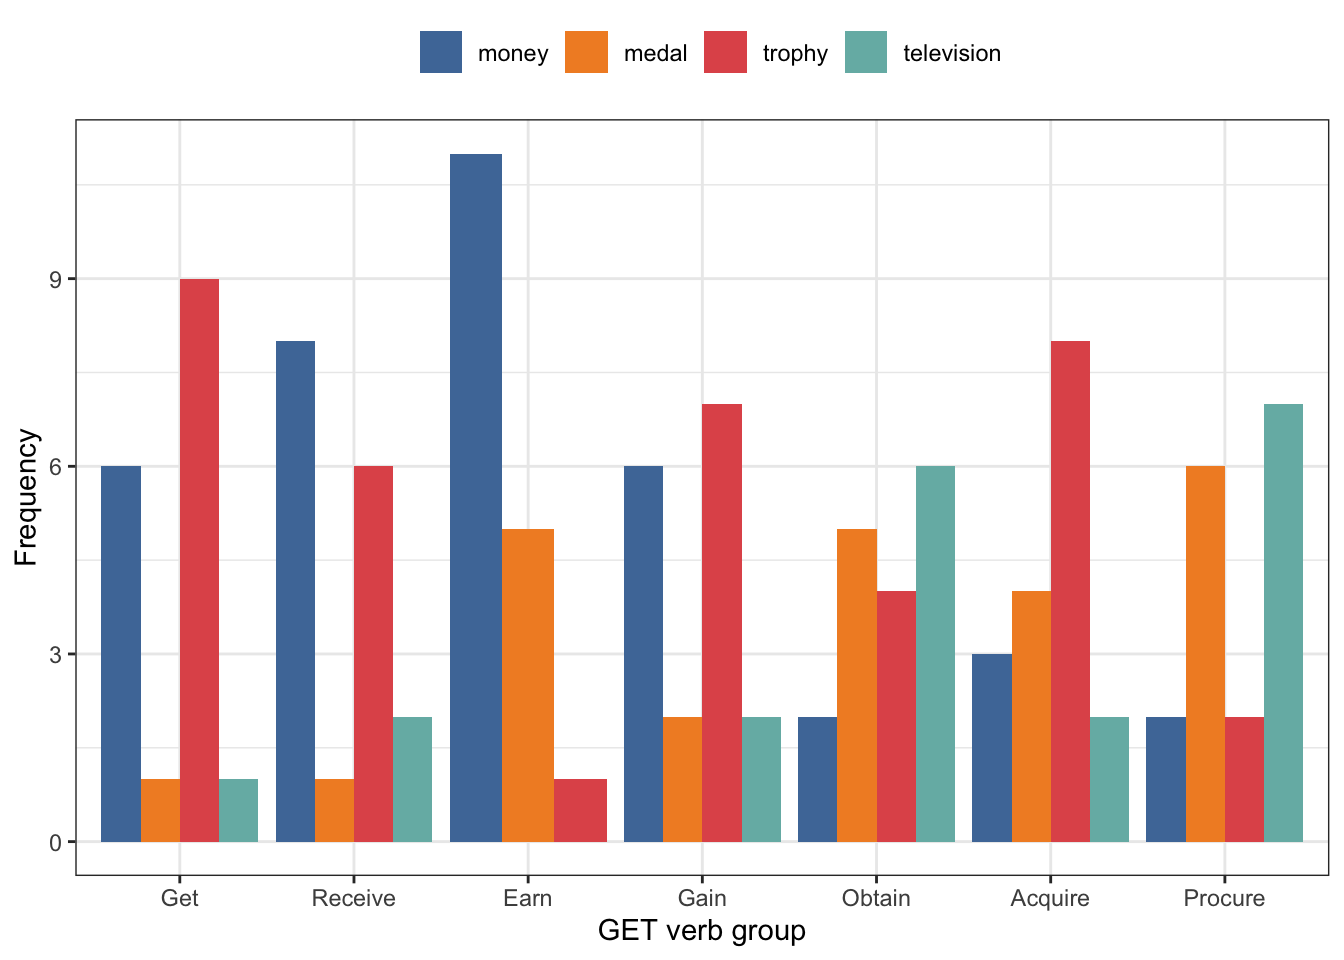 money medal trophy television
Frequency
9
6
3
0
Get Receive Earn Gain Obtain Acquire Procure
GET verb group